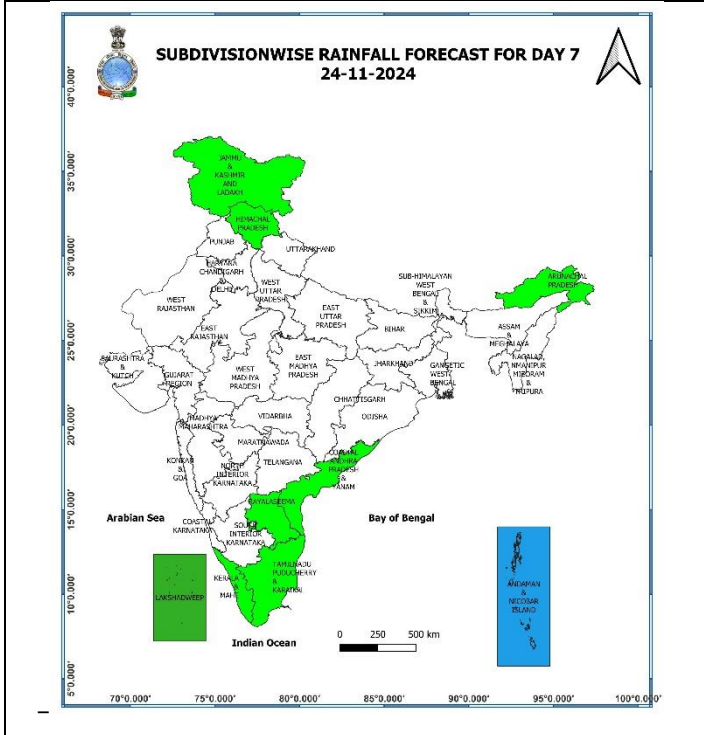 SUBDIVISIONWISE RAINFALL FORECAST FOR DAY 7
24-11-2024
40°0.000'
35°0.000'
30°0.000'
25°0.000'
20°0.000'
15°0.000'
10°0.000'
5°0.000'
JAMMU
&
KASHMIR
AND
LADAKH
HIMACHAL
PRADESH
PUNJAB
UTTARAKHAND
CHANDIGARH
&
DELHI
WEST
UTTAR
PRADESH
WEST
RAJASTHAN
EAST
RAJASTHAN
EAST
UTTAR
PRADESH
SUB-HIMALAYAN
WEST
BENGAL
&
SIKKIM
ARUNACHAL
PRADESH
ASSAM
&
MEGHALAYA
MIZORAM
&
TRIPURA
BIHAR
JHARKHAND
GANGETIC
WEST
BENGAL
SAURASHTRA
&
KUTCH
GUJARAT
REGION
WEST
MADHYA
PRADESH
EAST
MADHYA
PRADESH
CHHATTISGARH
ODISHA
VIDARBHA
MADHYA
MAHARASHTRA
KONKAN
&
GOA
TELANGANA
NORTH
INTERIOR
KARNATAKA
COASTAL
ANDHRA
PRADESH
&
YANAM
RAYALASEEMA
COASTAL
KARNATAKA
SOUTH
INTERIOR
KARNATAKA
Arabian Sea
Bay of Bengal
LAKSHADWEEP
KERALA
MAHE
TAMILNADU
PUDUCHERRY
&
KARAIKAL
ANDAMAN
&
NICOBAR
ISLAND
Indian Ocean
0 250 500 km
70°0.000' 75°0.000' 80°0.000' 85°0.000' 90°0.000' 95°0.000' 100°0.000'